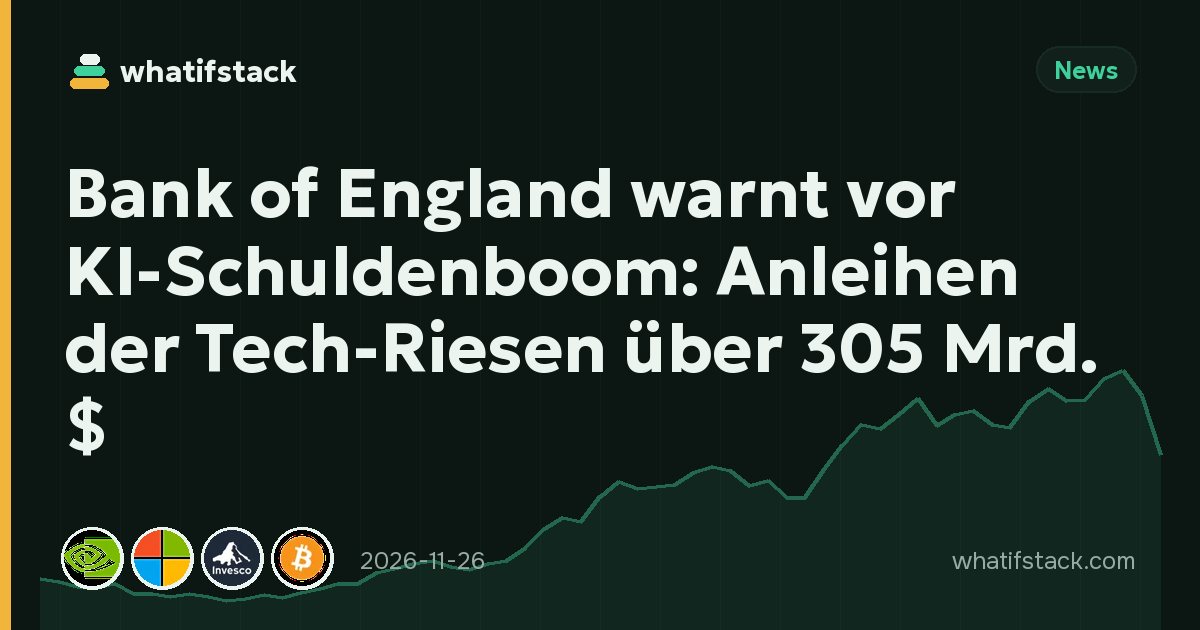 whatifstack
News
Bank of England warnt vor
KI-Schuldenboom: Anleihen
der Tech-Riesen über 305 Mrd.
$
Invesco
2026-11-26
whatifstack.com